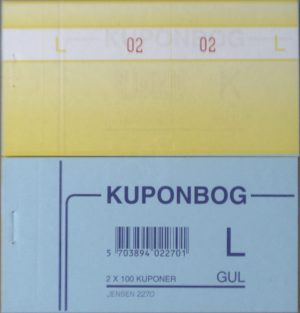 L 02 02 L
KUPONBOG
5 703894 022701
L
2 X 100 KUPONER
GUL
JENSEN 2270